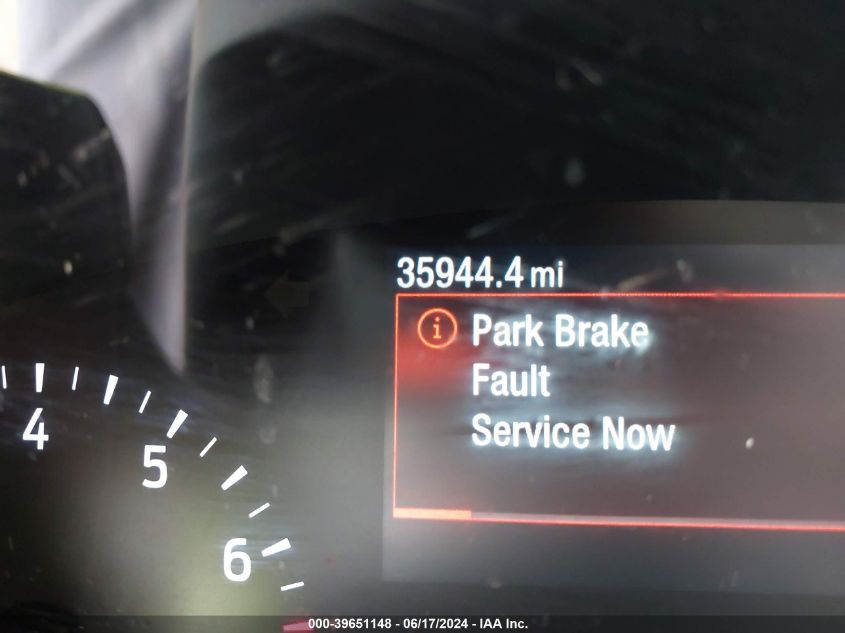 35944.4 mi
Park Brake
Fault
Service Now
4
5
6
000-39651148 - 06/17/2024 - IAA Inc.